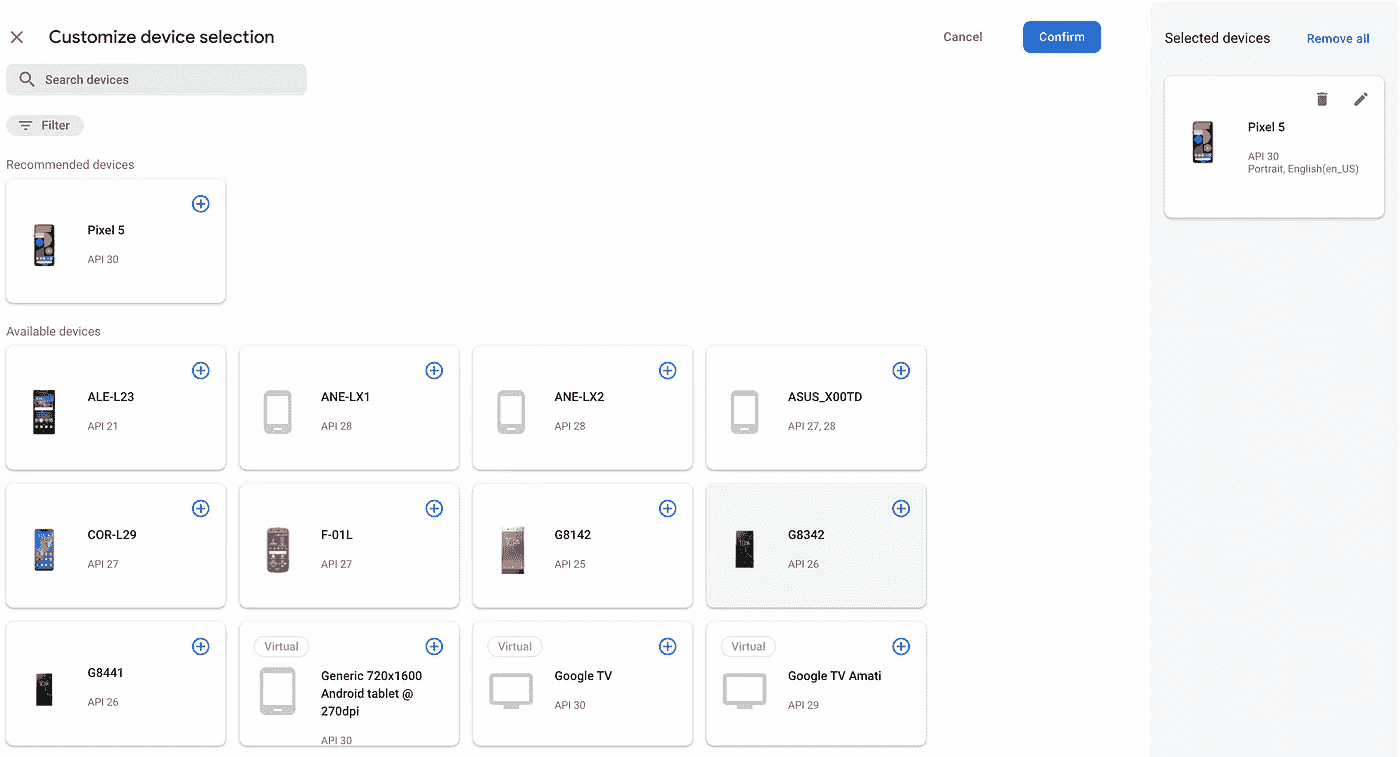 Customize device selection
Cancel
Confirm
Search devices
Filter
Recommended devices
Pixel 5
API 30
Available devices
ALE-L23
API 21
ANE-LX1
API 28
ANE-LX2
API 28
ASUS_X00TD
API 27, 28
COR-L29
API 27
F-01L
API 27
G8142
API 25
G8342
API 26
G8441
API 26
Virtual
Generic 720x1600
Android tablet @
270dpi
API 30
Virtual
Google TV
API 30
Virtual
Google TV Amati
API 29
Selected devices
Remove all
Pixel 5
API 30
Portrait, English(en_US)